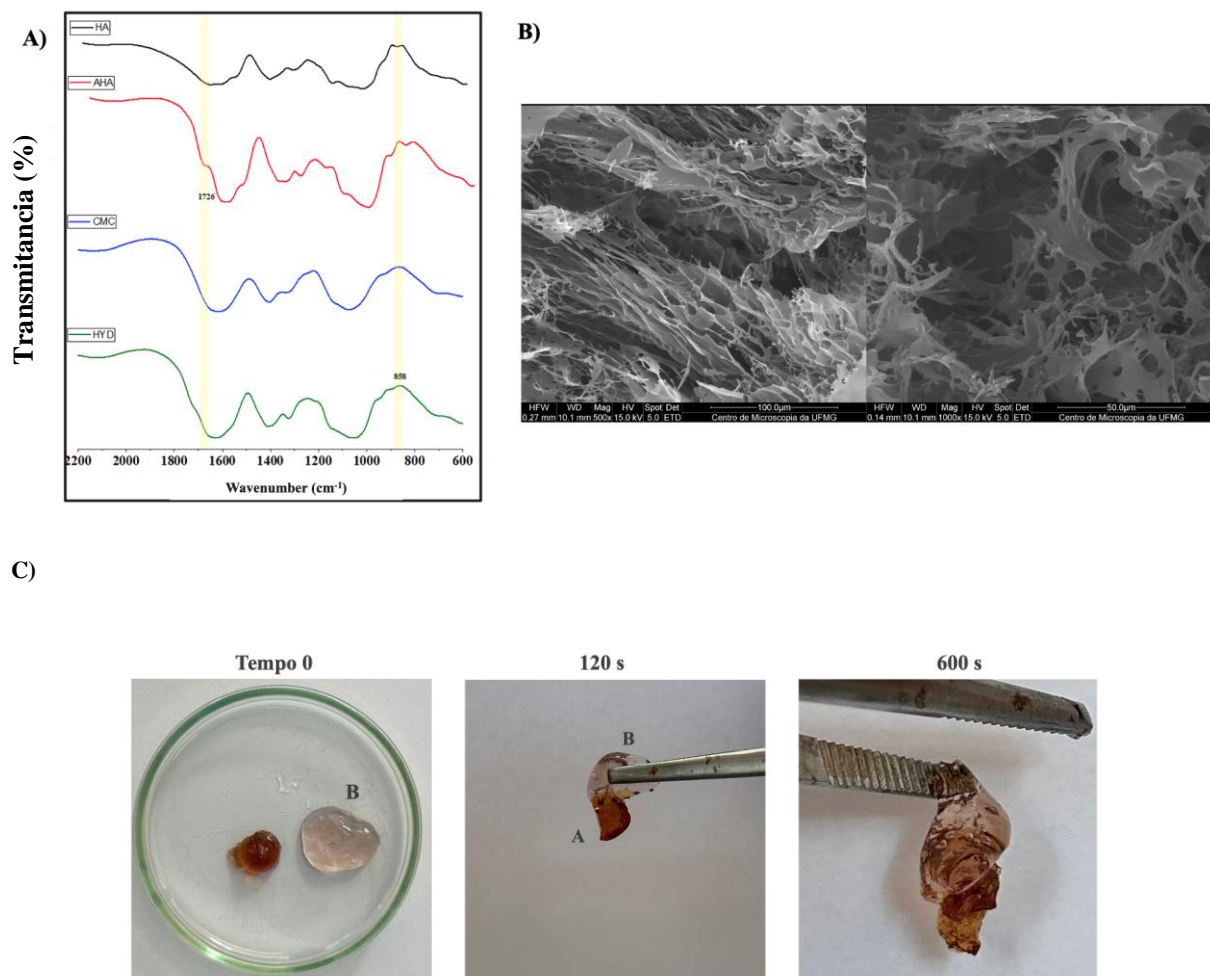 A)
HA
AHA
1726
CMC
HYD
858
Transmitancia (%)
2200 2000 1800 1600 1400 1200 1000 800 600
Wavenumber (cm-1)
B)
HFW WD Mag HV Spot Det 100.0µm
0.27 mm 10.1 mm 500x 15.0 kV 5.0 ETD Centro de Microscopia da UFMG
HFW WD Mag HV Spot Det 50.0µm
0.14 mm 10.1 mm 1000x 15.0 kV 5.0 ETD Centro de Microscopia da UFMG
C)
Tempo 0
B
120 s
B
A
600 s